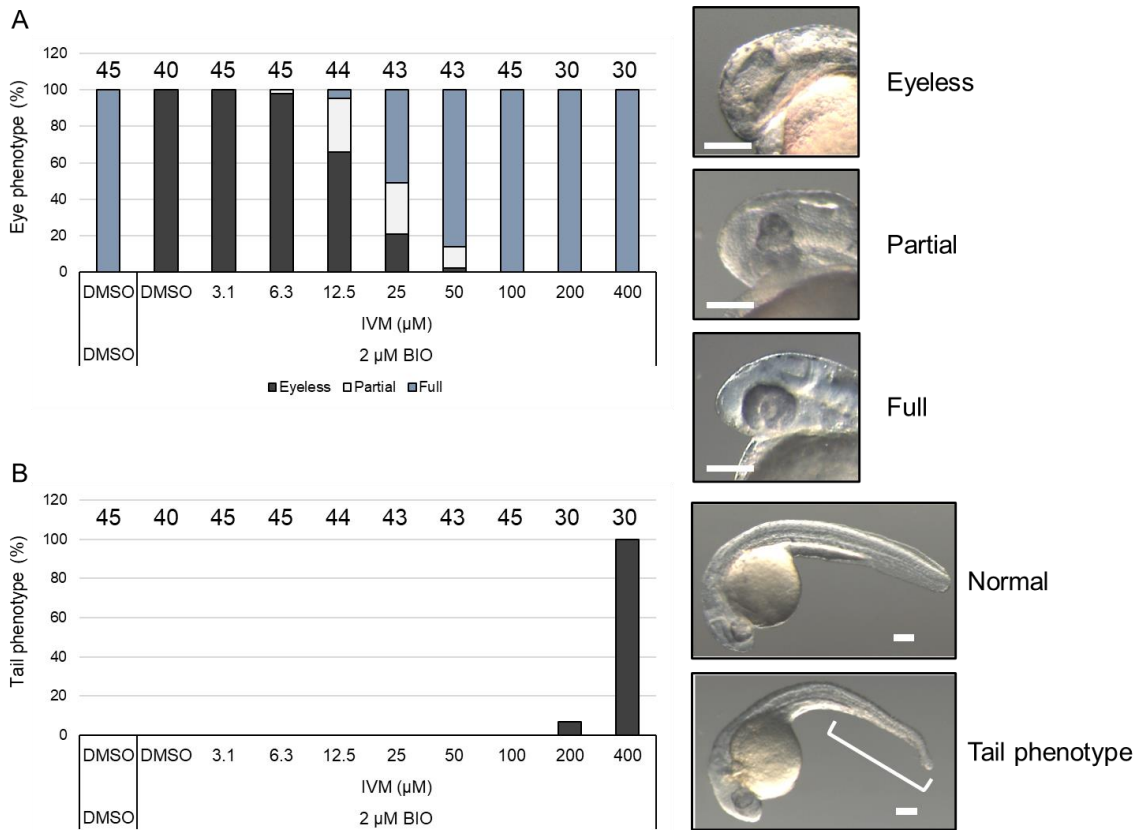 A
Eye phenotype (%)
120
100
80
60
40
20
0
45 40 45 45 44 43 43 45 30 30
DMSO DMSO 3.1 6.3 12.5 25 50 100 200 400
IVM (µM)
DMSO 2 µM BIO
Eyeless Partial Full
Eyeless
Partial
Full
B
Tail phenotype (%)
120
100
80
60
40
20
0
45 40 45 45 44 43 43 45 30 30
DMSO DMSO 3.1 6.3 12.5 25 50 100 200 400
IVM (µM)
DMSO 2 µM BIO
Normal
Tail phenotype